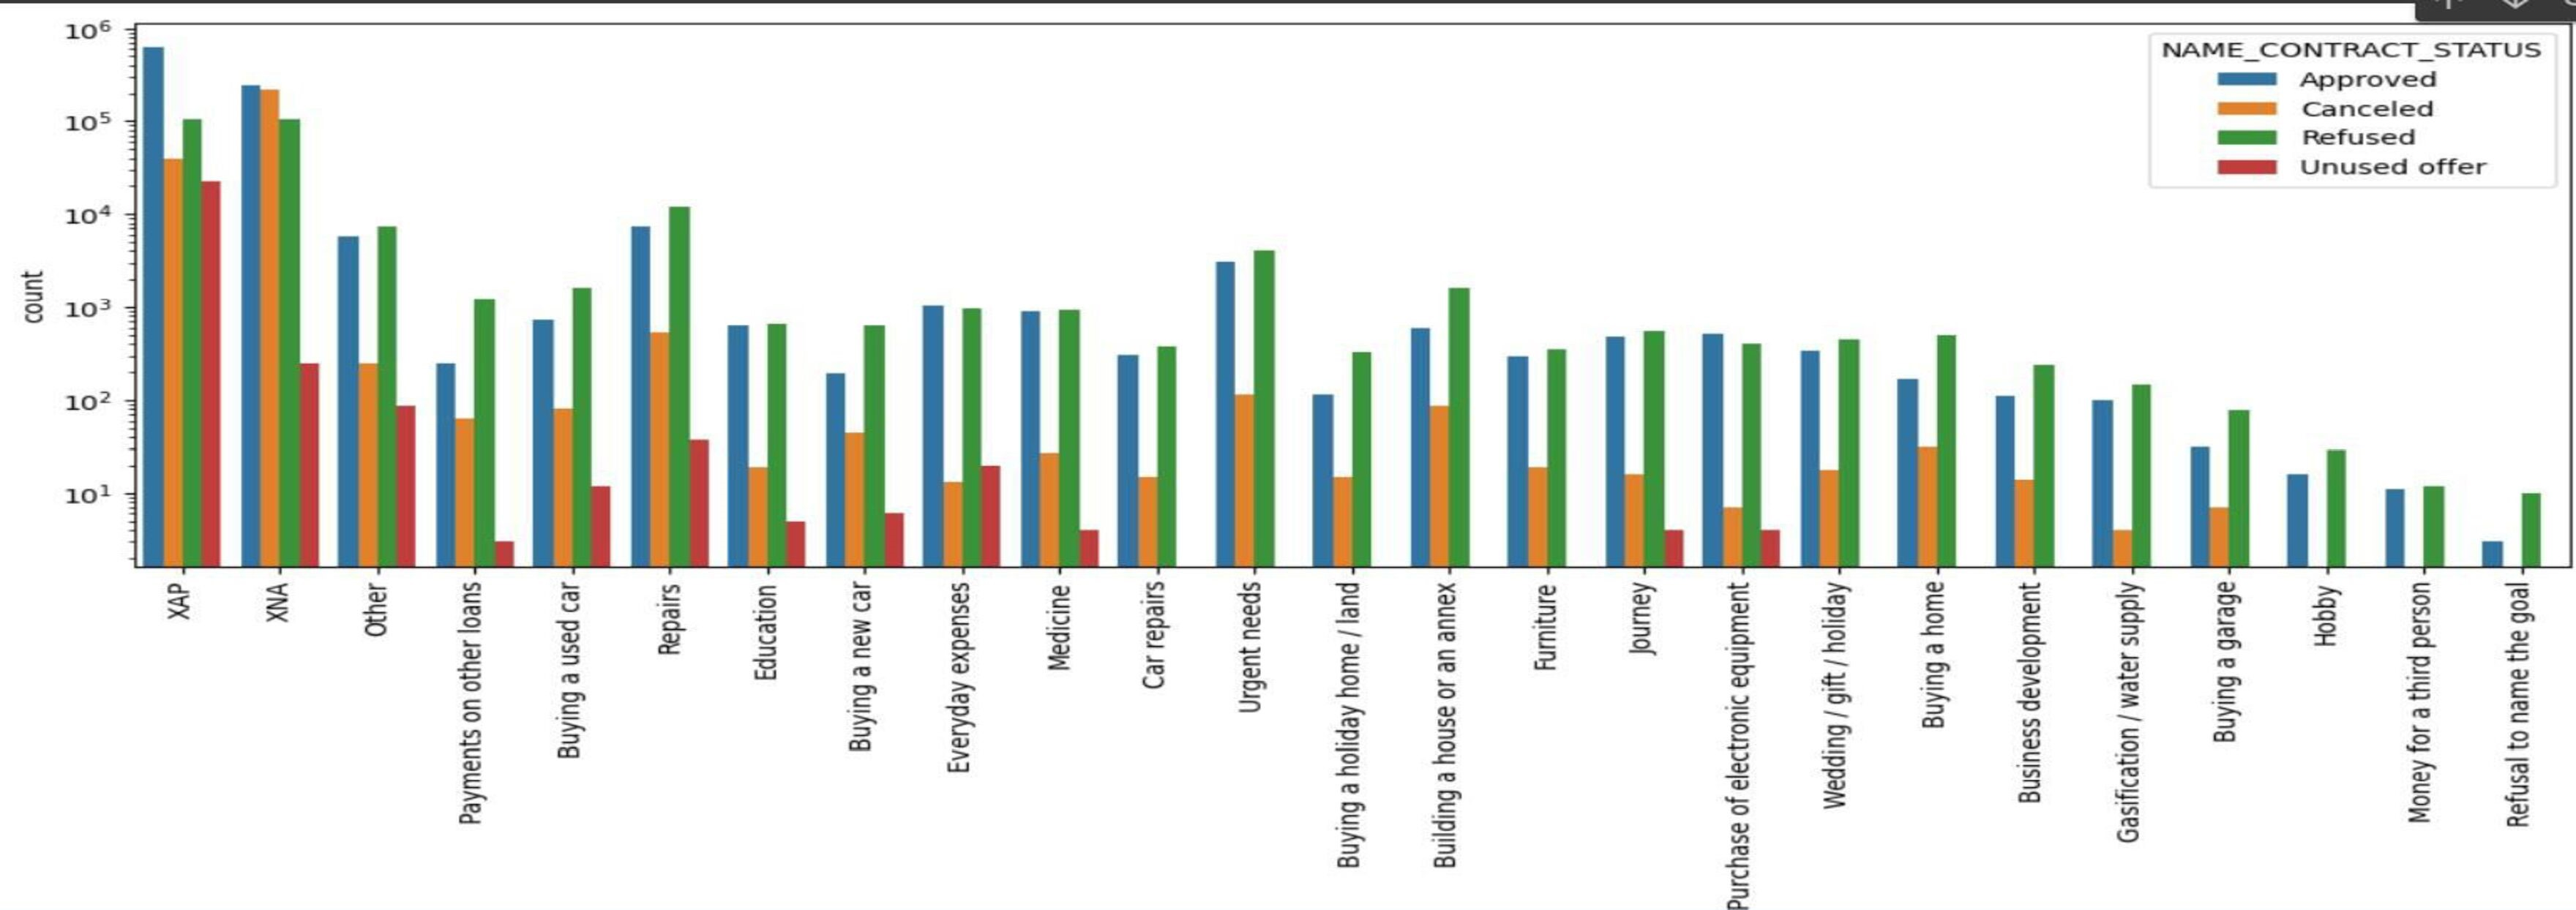 10⁶
10⁵
10⁴
10³
10²
10¹
count
NAME_CONTRACT_STATUS
Approved
Canceled
Refused
Unused offer
XAP
XNA
Other
Payments on other loans
Buying a used car
Repairs
Education
Buying a new car
Everyday expenses
Medicine
Car repairs
Urgent needs
Buying a holiday home / land
Building a house or an annex
Furniture
Journey
Purchase of electronic equipment
Wedding / gift / holiday
Buying a home
Business development
Gasification / water supply
Buying a garage
Hobby
Money for a third person
Refusal to name the goal